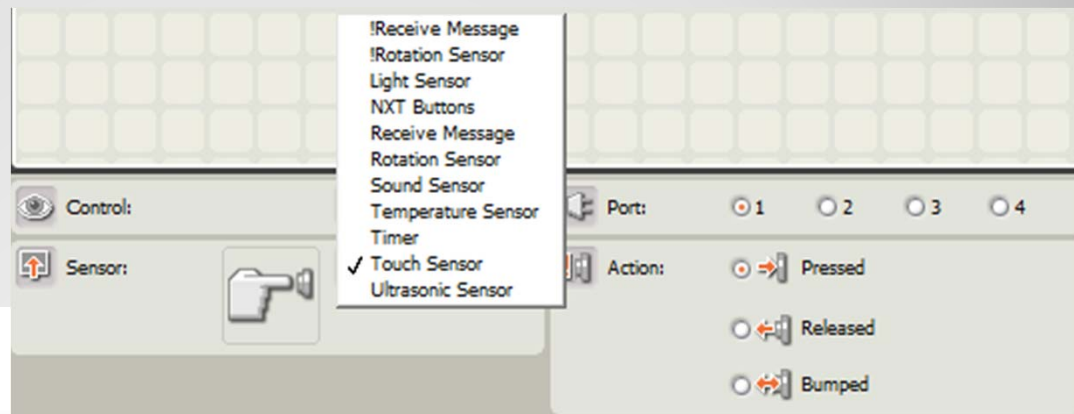 !Receive Message
!Rotation Sensor
Light Sensor
NXT Buttons
Receive Message
Rotation Sensor
Sound Sensor
Temperature Sensor
Timer
Touch Sensor
Ultrasonic Sensor
Control:
Sensor:
Port: 1 2 3 4
Action: Pressed
Released
Bumped